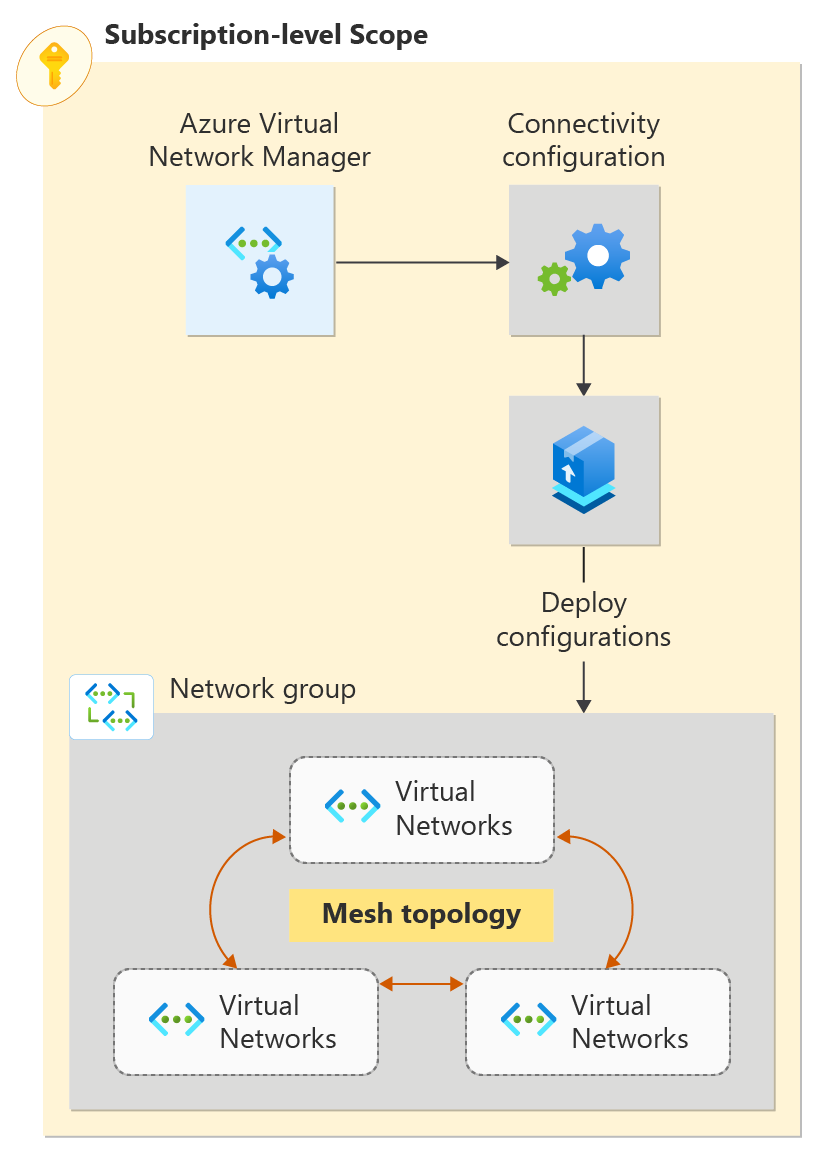 Subscription-level Scope
Azure Virtual
Network Manager
Connectivity
configuration
Deploy
configurations
Network group
Virtual
Networks
Mesh topology
Virtual
Networks
Virtual
Networks